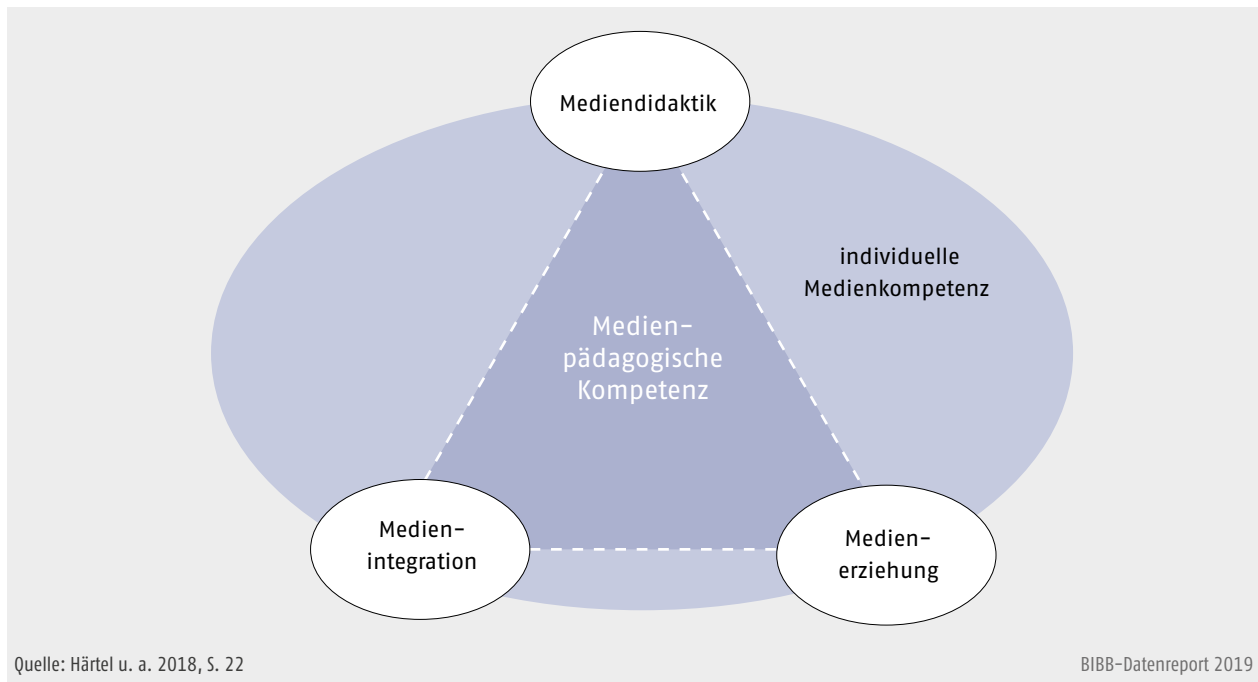 Mediendidaktik
individuelle
Medienkompetenz
Medien-
pädagogische
Kompetenz
Medien-
integration
Medien-
erziehung
Quelle: Härtel u. a. 2018, S. 22
BIBB-Datenreport 2019